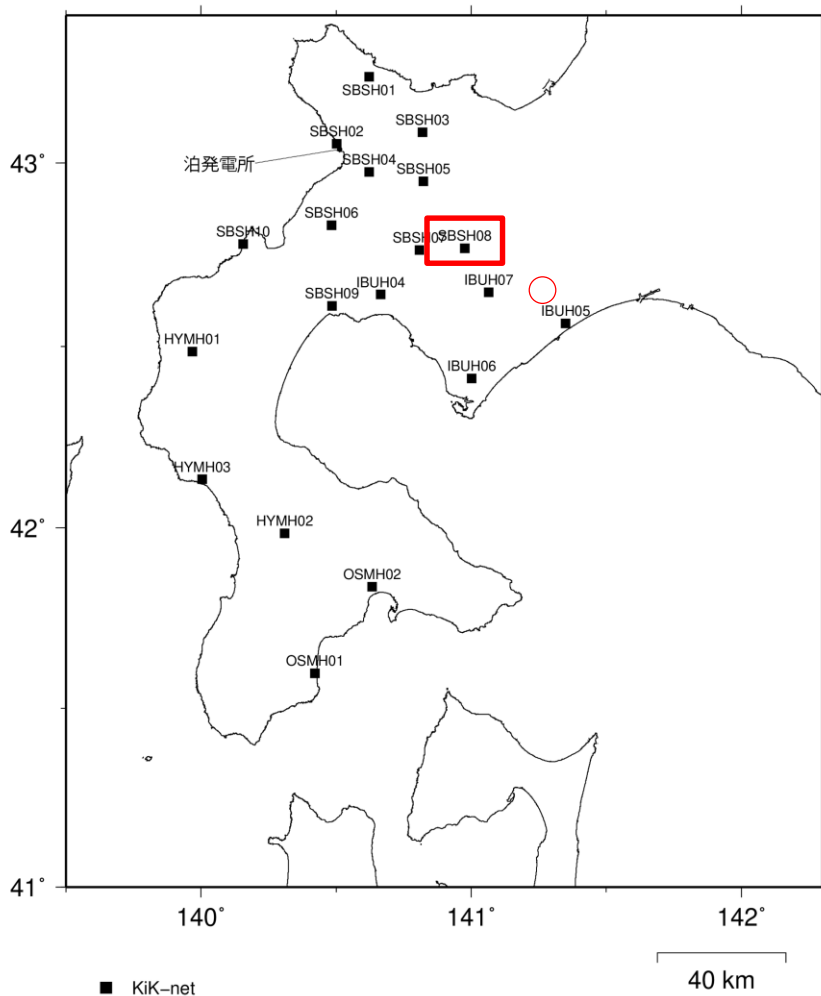 SBSH01
SBSH03
SBSH02
泊発電所
43°
SBSH04
SBSH05
SBSH06
SBSH10
SBSH07
SBSH08
IBUH04
IBUH07
SBSH09
IBUH05
HYMH01
IBUH06
HYMH03
42°
HYMH02
OSMH02
OSMH01
41°
140°
141°
142°
40 km
KiK-net